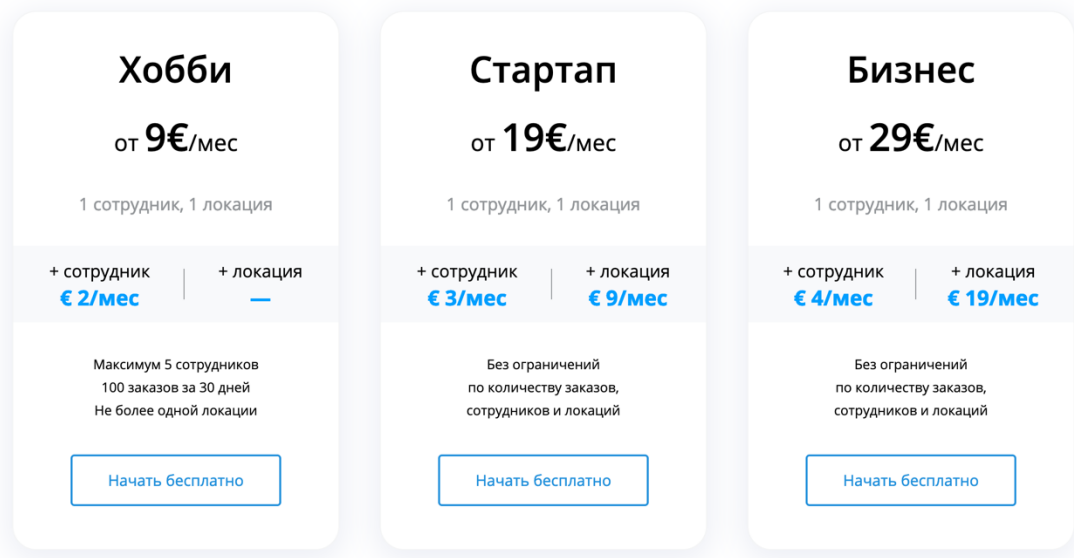 Хобби
от 9€/мес
1 сотрудник, 1 локация
+ сотрудник
€ 2/мес
+ локация
—
Максимум 5 сотрудников
100 заказов за 30 дней
Не более одной локации
Начать бесплатно
Стартап
от 19€/мес
1 сотрудник, 1 локация
+ сотрудник
€ 3/мес
+ локация
€ 9/мес
Без ограничений
по количеству заказов,
сотрудников и локаций
Начать бесплатно
Бизнес
от 29€/мес
1 сотрудник, 1 локация
+ сотрудник
€ 4/мес
+ локация
€ 19/мес
Без ограничений
по количеству заказов,
сотрудников и локаций
Начать бесплатно